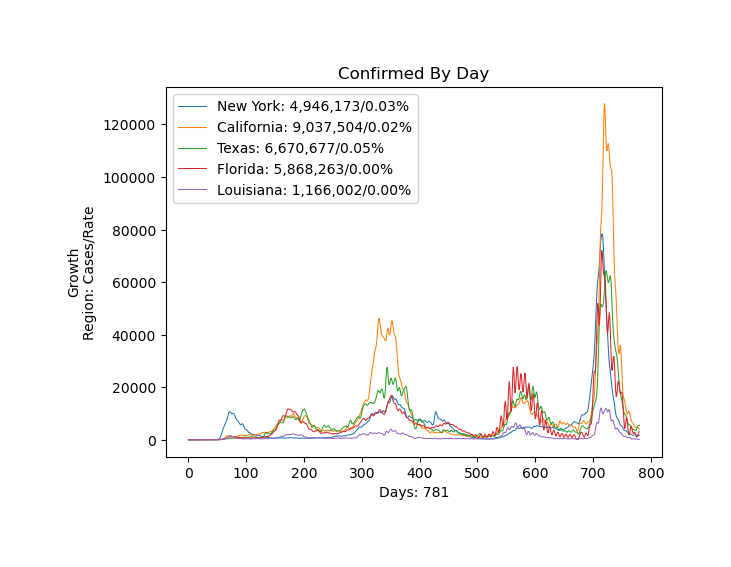 Confirmed By Day
New York: 4,946,173/0.03%
California: 9,037,504/0.02%
Texas: 6,670,677/0.05%
Florida: 5,868,263/0.00%
Louisiana: 1,166,002/0.00%
120000
100000
80000
60000
40000
20000
0
Growth
Region: Cases/Rate
0 100 200 300 400 500 600 700 800
Days: 781